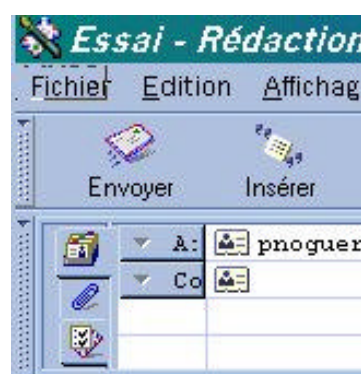 Essai - Rédaction
Fichier Edition Affichag
Envoyer Insérer
A: pnoguer
Co